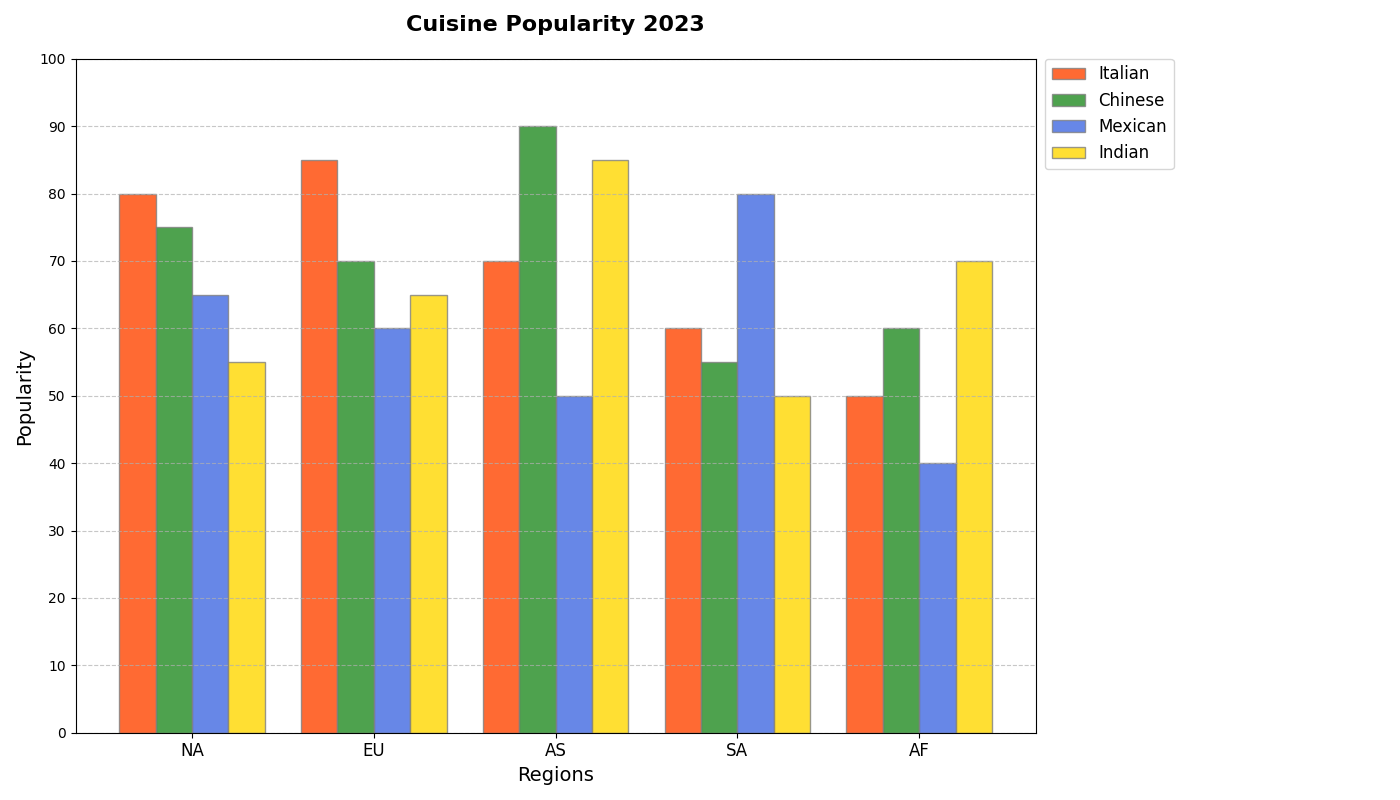 Cuisine Popularity 2023
100
90
80
70
60
50
40
30
20
10
0
Popularity
NA EU AS SA AF
Regions
Italian
Chinese
Mexican
Indian